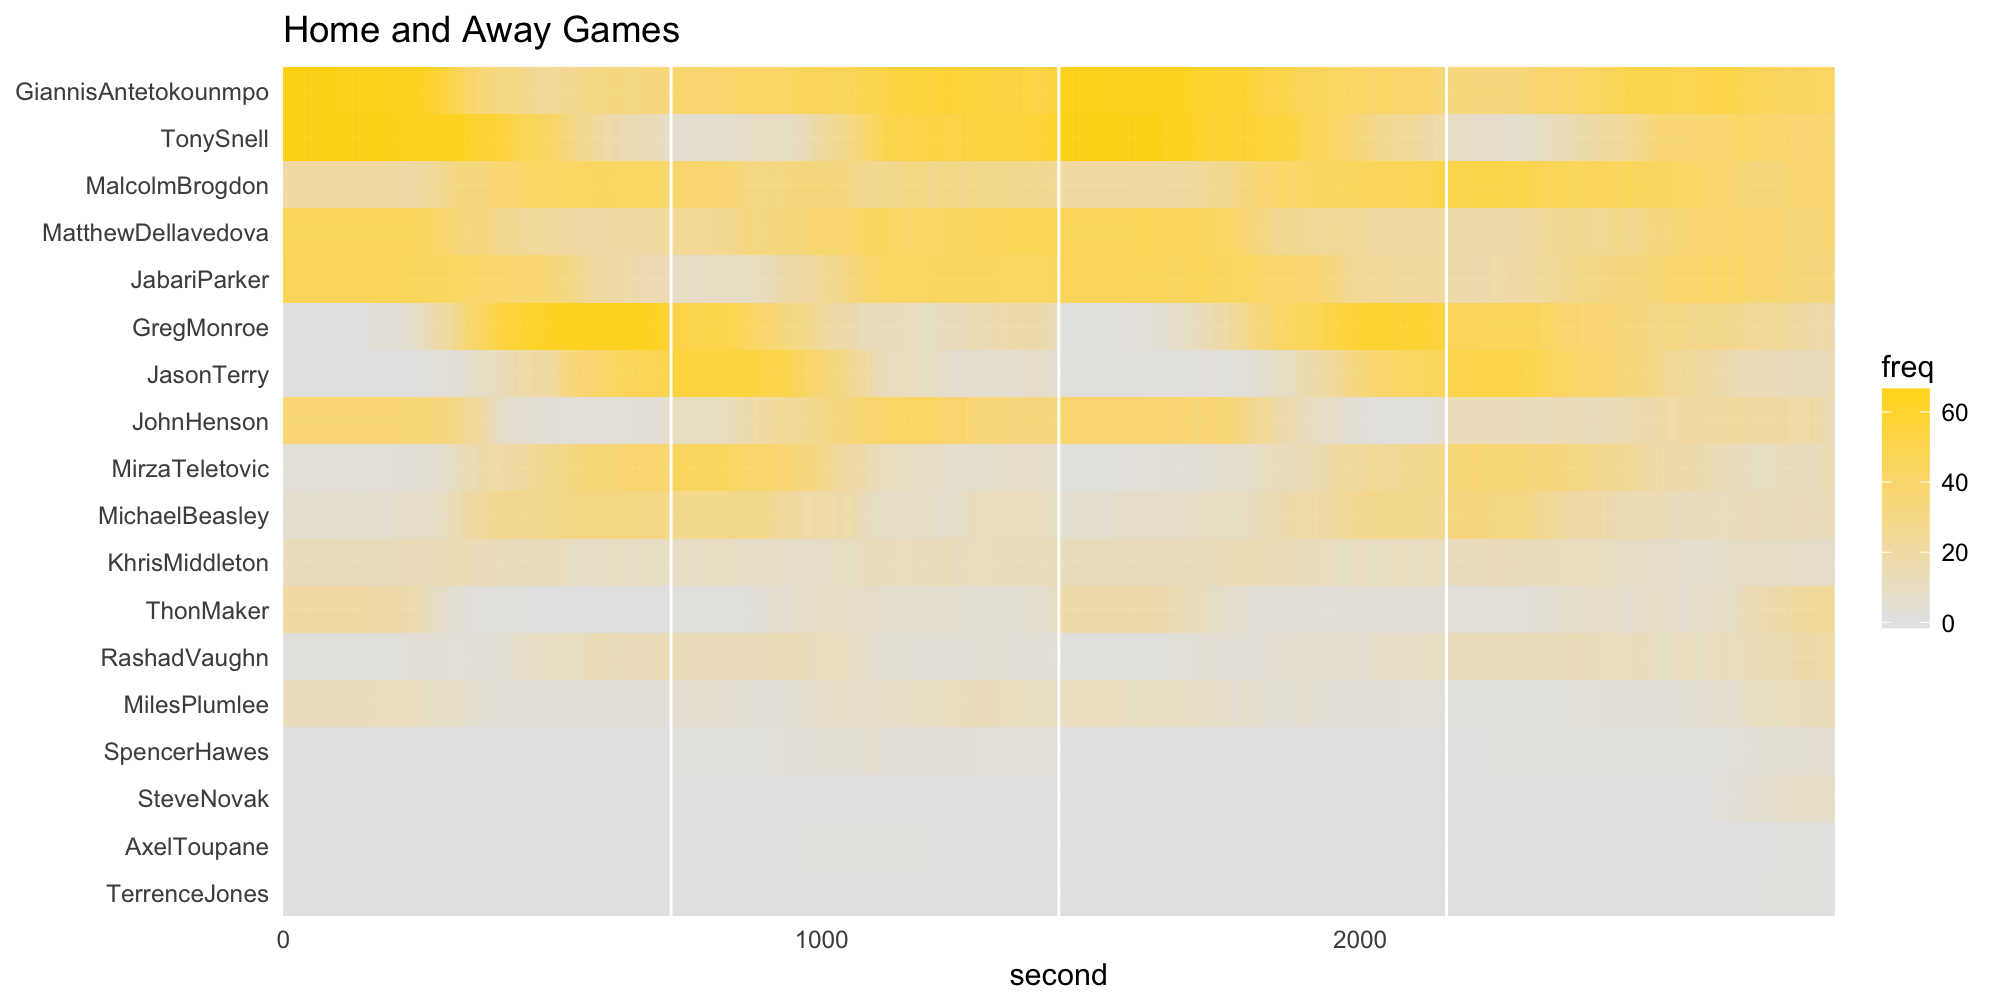 Home and Away Games
GiannisAntetokounmpo
TonySnell
MalcolmBrogdon
MatthewDellavedova
JabariParker
GregMonroe
JasonTerry
JohnHenson
MirzaTeletovic
MichaelBeasley
KhrisMiddleton
ThonMaker
RashadVaughn
MilesPlumlee
SpencerHawes
SteveNovak
AxelToupane
TerrenceJones
0 1000 2000
second
freq
60
40
20
0